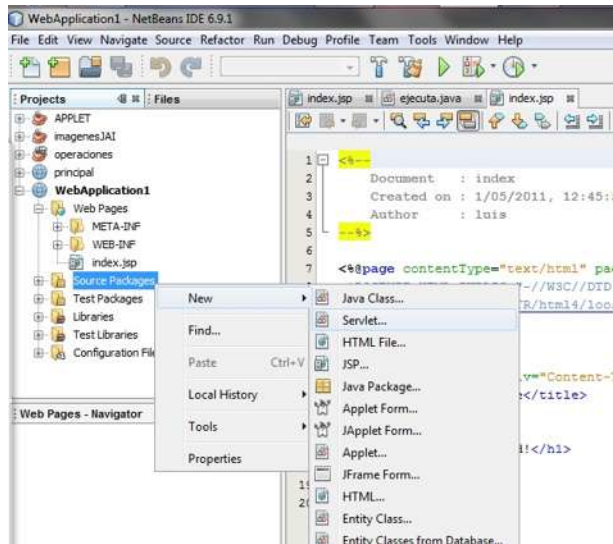 WebApplication1 - NetBeans IDE 6.9.1
File Edit View Navigate Source Refactor Run Debug Profile Team Tools Window Help
Projects
Files
APPLET
imagenesJAI
operaciones
principal
WebApplication1
Web Pages
META-INF
WEB-INF
index.jsp
Source Packages
Test Packages
Libraries
Test Libraries
Configuration File
Web Pages - Navigator
index.jsp
ejecuta.java
index.jsp
1 <%--
2 Document : index
3 Created on : 1/05/2011, 12:45:
4 Author : luis
5 --%>
6
7 <%@page contentType="text/html"
</title>
</h1>
New
Find...
Paste Ctrl+V
Local History
Tools
Properties
Java Class...
Servlet...
HTML File...
JSP...
Java Package...
Applet Form...
JApplet Form...
Applet...
JFrame Form...
HTML...
Entity Class...
Entity Classes from Database...